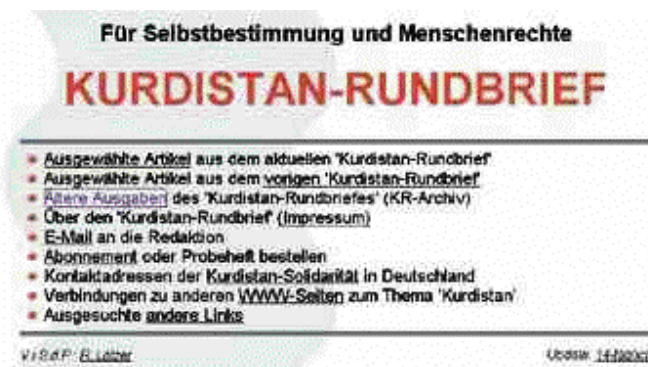 Für Selbstbestimmung und Menschenrechte
KURDISTAN-RUNDBRIEF
Ausgewählte Artikel aus dem aktuellen 'Kurdistan-Rundbrief'
Ausgewählte Artikel aus dem vorigen 'Kurdistan-Rundbrief'
Ältere Ausgaben des 'Kurdistan-Rundbriefes' (KR-Archiv)
Über den 'Kurdistan-Rundbrief' (Impressum)
E-Mail an die Redaktion
Abonnement oder Probeheft bestellen
Kontaktadressen der Kurdistan-Solidarität in Deutschland
Verbindungen zu anderen WWW-Seiten zum Thema 'Kurdistan'
Ausgesuchte andere Links
V.i.S.d.P.: R. Lötzer
Update: